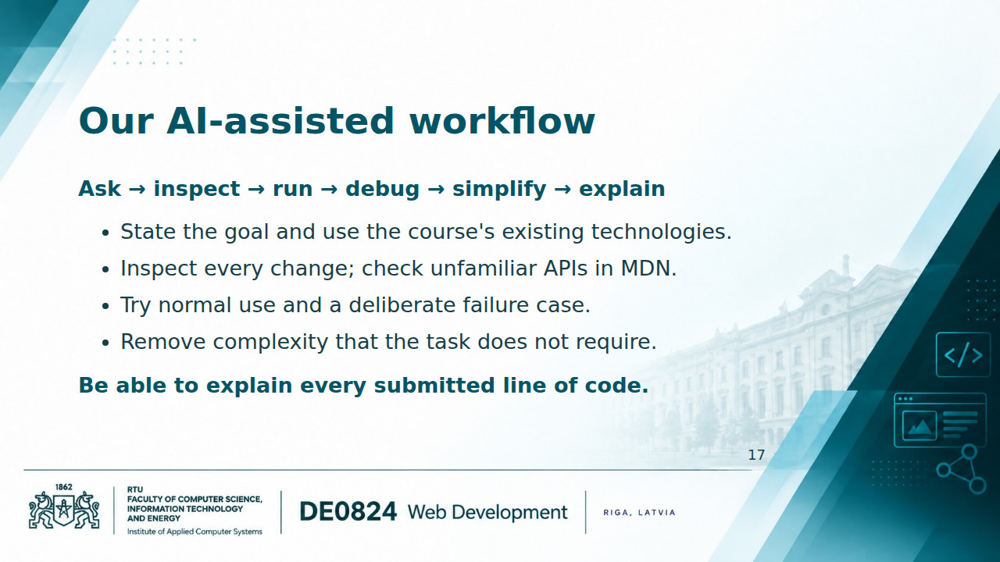 Our AI-assisted workflow
Ask → inspect → run → debug → simplify → explain
• State the goal and use the course's existing technologies.
• Inspect every change; check unfamiliar APIs in MDN.
• Try normal use and a deliberate failure case.
• Remove complexity that the task does not require.
Be able to explain every submitted line of code.
</>
17
1862
RTU
FACULTY OF COMPUTER SCIENCE,
INFORMATION TECHNOLOGY
AND ENERGY
Institute of Applied Computer Systems
DE0824 Web Development
RIGA, LATVIA